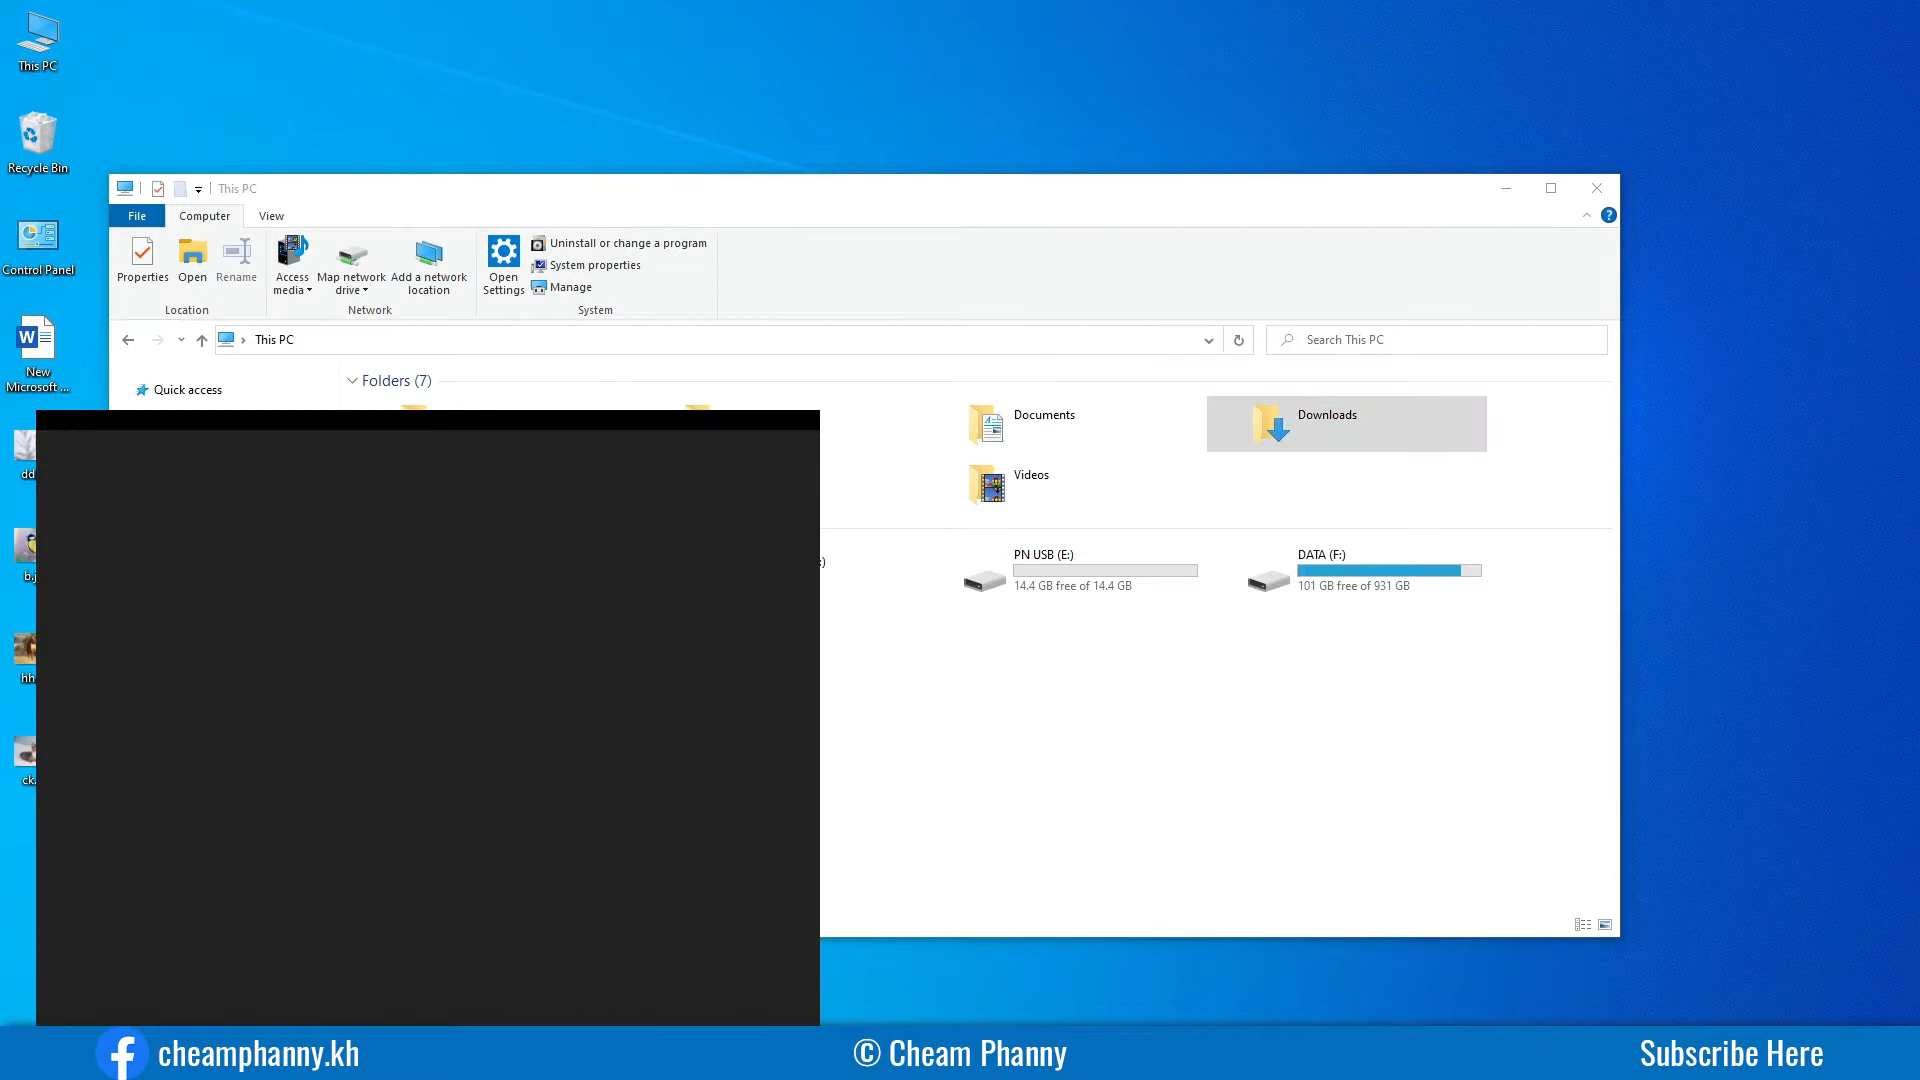 This PC
Recycle Bin
Control Panel
New
Microsoft ...
dd
b.j
hh
ck.
This PC
File
Computer
View
Properties
Open
Rename
Location
Access
media
Map network
drive
Add a network
location
Network
Open
Settings
Uninstall or change a program
System properties
Manage
System
This PC
Search This PC
Quick access
Folders (7)
Documents
Downloads
Videos
:)
PN USB (E:)
14.4 GB free of 14.4 GB
DATA (F:)
101 GB free of 931 GB
cheamphanny.kh
© Cheam Phanny
Subscribe Here